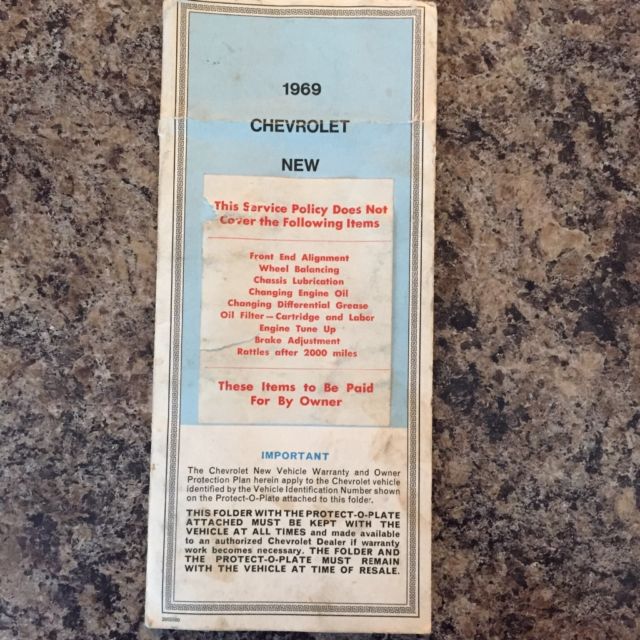 1969
CHEVROLET
NEW
This Service Policy Does Not
Cover the Following Items
Front End Alignment
Wheel Balancing
Chassis Lubrication
Changing Engine Oil
Changing Differential Grease
Oil Filter — Cartridge and Labor
Engine Tune Up
Brake Adjustment
Rattles after 2000 miles
These Items to Be Paid
For By Owner
IMPORTANT
The Chevrolet New Vehicle Warranty and Owner
Protection Plan herein apply to the Chevrolet vehicle
identified by the Vehicle Identification Number shown
on the Protect-O-Plate attached to this folder.
THIS FOLDER WITH THE PROTECT-O-PLATE
ATTACHED MUST BE KEPT WITH THE
VEHICLE AT ALL TIMES and made available
to an authorized Chevrolet Dealer if warranty
work becomes necessary. THE FOLDER AND
THE PROTECT-O-PLATE MUST REMAIN
WITH THE VEHICLE AT TIME OF RESALE.